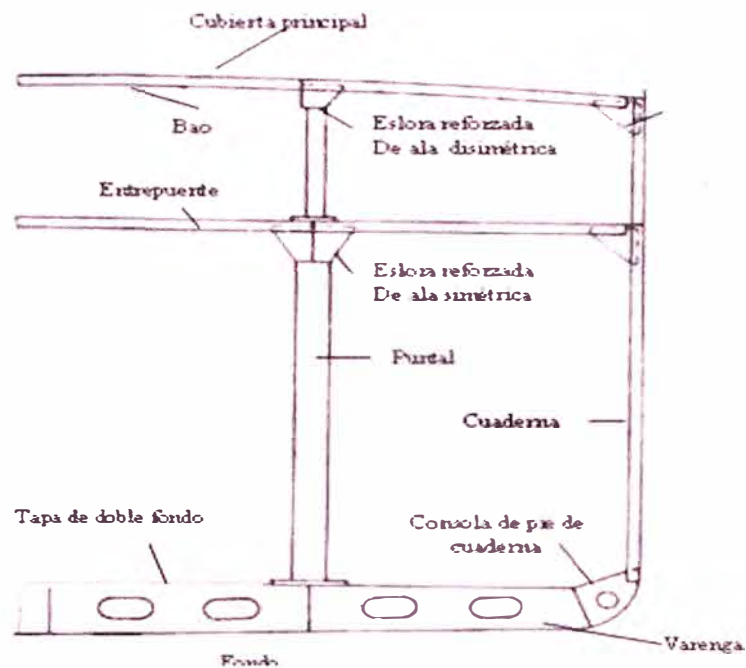 Cubierta principal
Bao
Eslora reforzada
De ala disimétrica
Entrepuente
Eslora reforzada
De ala simétrica
Puntal
Cuaderna
Tapa de doble fondo
Consola de pie de
cuaderna
Varenga
Fondo